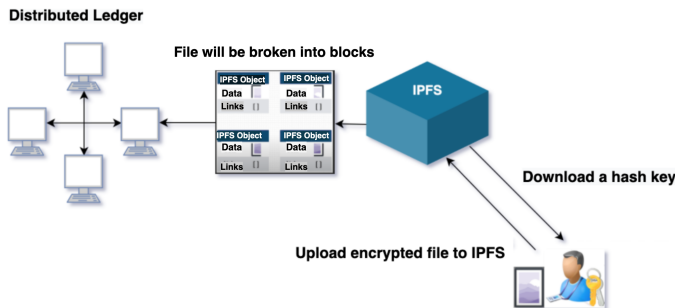 Distributed Ledger
File will be broken into blocks
IPFS Object
Data
Links []
IPFS Object
Data
Links []
IPFS Object
Data
Links []
IPFS Object
Data
Links []
IPFS
Download a hash key
Upload encrypted file to IPFS